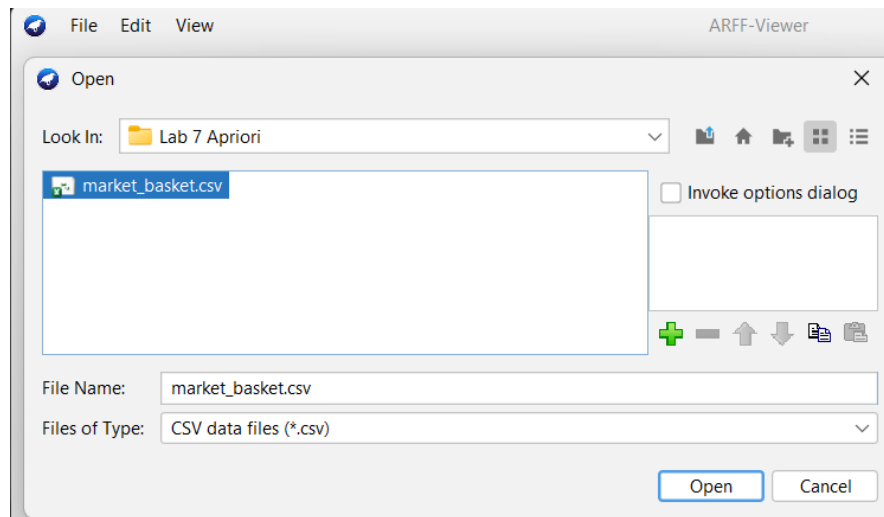 File Edit View ARFF-Viewer
Open
Look In: Lab 7 Apriori
market_basket.csv
Invoke options dialog
File Name: market_basket.csv
Files of Type: CSV data files (*.csv)
Open Cancel